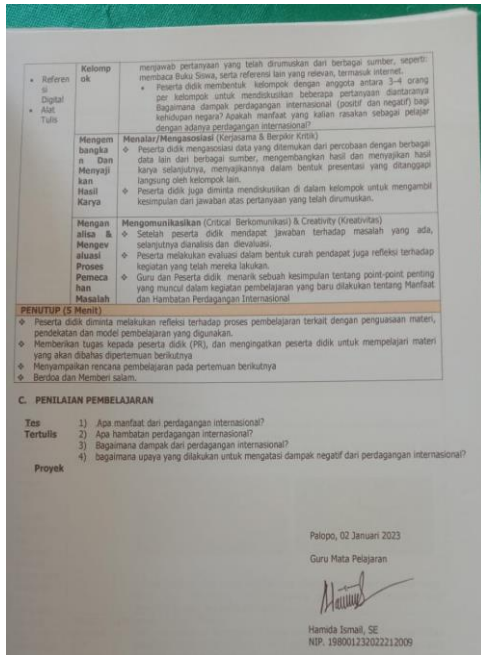 • Referen
si
Digital
• Alat
Tulis
Kelomp
ok
menjawab pertanyaan yang telah dirumuskan dari berbagai sumber, seperti:
membaca Buku Siswa, serta referensi lain yang relevan, termasuk internet.
• Peserta didik membentuk kelompok dengan anggota antara 3-4 orang
per kelompok untuk mendiskusikan beberapa pertanyaan diantaranya
Bagaimana dampak perdagangan internasional (positif dan negatif) bagi
kehidupan negara? Apakah manfaat yang kalian rasakan sebagai pelajar
dengan adanya perdagangan internasional?
Mengem
bangka
n Dan
Menyaji
kan
Hasil
Karya
Menalar/Mengasosiasi (Kerjasama & Berpikir Kritik)
❖ Peserta didik mengasosiasi data yang ditemukan dari percobaan dengan berbagai
data lain dari berbagai sumber, mengembangkan hasil dan menyajikan hasil
karya selanjutnya, menyajikannya dalam bentuk presentasi yang ditanggapi
langsung oleh kelompok lain.
❖ Peserta didik juga diminta mendiskusikan di dalam kelompok untuk mengambil
kesimpulan dari jawaban atas pertanyaan yang telah dirumuskan.
Mengan
alisa &
Mengev
aluasi
Proses
Pemeca
han
Masalah
Mengomunikasikan (Critical Berkomunikasi) & Creativity (Kreativitas)
❖ Setelah peserta didik mendapat jawaban terhadap masalah yang ada,
selanjutnya dianalisis dan dievaluasi.
❖ Peserta melakukan evaluasi dalam bentuk curah pendapat juga refleksi terhadap
kegiatan yang telah mereka lakukan.
❖ Guru dan Peserta didik menarik sebuah kesimpulan tentang point-point penting
yang muncul dalam kegiatan pembelajaran yang baru dilakukan tentang Manfaat
dan Hambatan Perdagangan Internasional
PENUTUP (5 Menit)
❖ Peserta didik diminta melakukan refleksi terhadap proses pembelajaran terkait dengan penguasaan materi,
pendekatan dan model pembelajaran yang digunakan.
❖ Memberikan tugas kepada peserta didik (PR), dan mengingatkan peserta didik untuk mempelajari materi
yang akan dibahas dipertemuan berikutnya
❖ Menyampaikan rencana pembelajaran pada pertemuan berikutnya
❖ Berdoa dan Memberi salam.
C. PENILAIAN PEMBELAJARAN
Tes
Tertulis
1) Apa manfaat dari perdagangan internasional?
2) Apa hambatan perdagangan internasional?
3) Bagaimana dampak dari perdagangan internasional?
4) bagaimana upaya yang dilakukan untuk mengatasi dampak negatif dari perdagangan internasional?
Proyek
Palopo, 02 Januari 2023
Guru Mata Pelajaran
Hamida Ismail, SE
NIP. 198001232022212009